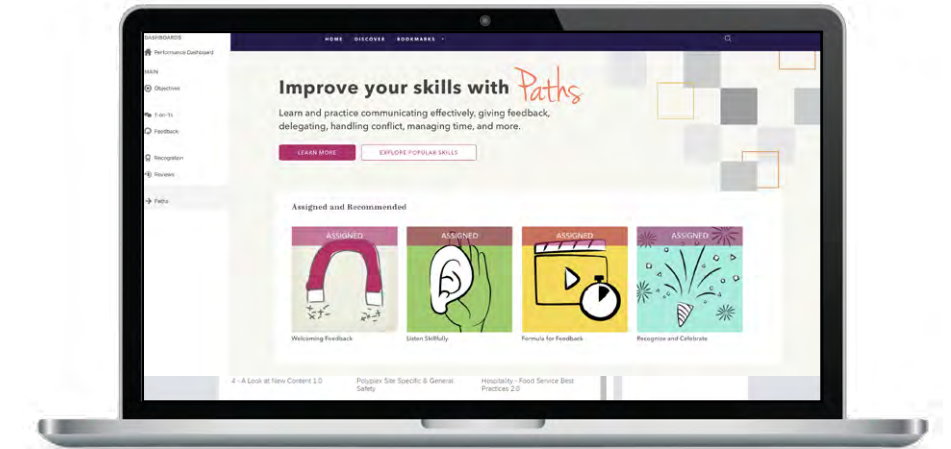 DASHBOARDS
Performance Dashboard
MAIN
Objectives
1-on-1s
Feedback
Recognition
Reviews
Paths
HOME DISCOVER BOOKMARKS
Improve your skills with Paths
Learn and practice communicating effectively, giving feedback,
delegating, handling conflict, managing time, and more.
LEARN MORE EXPLORE POPULAR SKILLS
Assigned and Recommended
ASSIGNED ASSIGNED ASSIGNED ASSIGNED
Welcoming Feedback Listen Skillfully Formula for Feedback Recognize and Celebrate
4 - A Look at New Content 1.0 Polypier Site Specific & General Hospitality - Food Service Best
Safety Practices 2.0